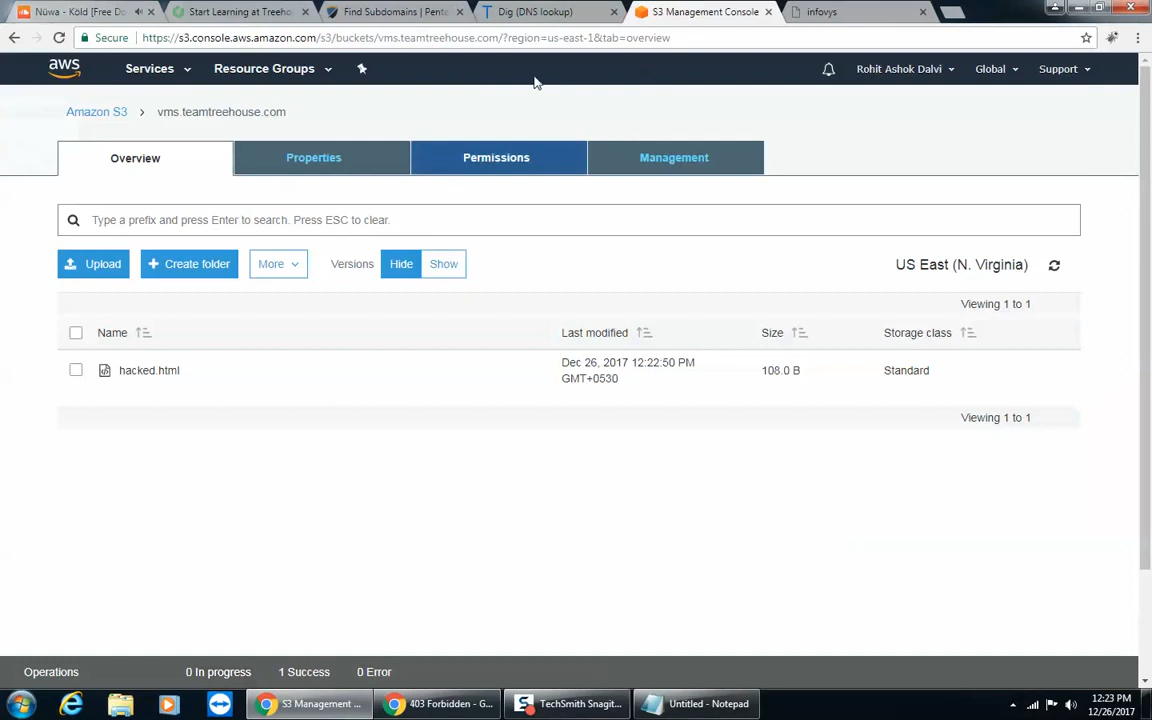 Nüwa - Köld [Free Do
Start Learning at Treeho
Find Subdomains | Pente
Dig (DNS lookup)
S3 Management Console
infovys
Secure
https://s3.console.aws.amazon.com/s3/buckets/vms.teamtreehouse.com/?region=us-east-1&tab=overview
aws
Services
Resource Groups
Rohit Ashok Dalvi
Global
Support
Amazon S3 > vms.teamtreehouse.com
Overview
Properties
Permissions
Management
Type a prefix and press Enter to search. Press ESC to clear.
Upload
Create folder
More
Versions
Hide
Show
US East (N. Virginia)
Viewing 1 to 1
Name
Last modified
Size
Storage class
hacked.html
Dec 26, 2017 12:22:50 PM
GMT+0530
108.0 B
Standard
Viewing 1 to 1
Operations
0 In progress
1 Success
0 Error
S3 Management ...
403 Forbidden - G...
TechSmith Snagit...
Untitled - Notepad
12:23 PM
12/26/2017